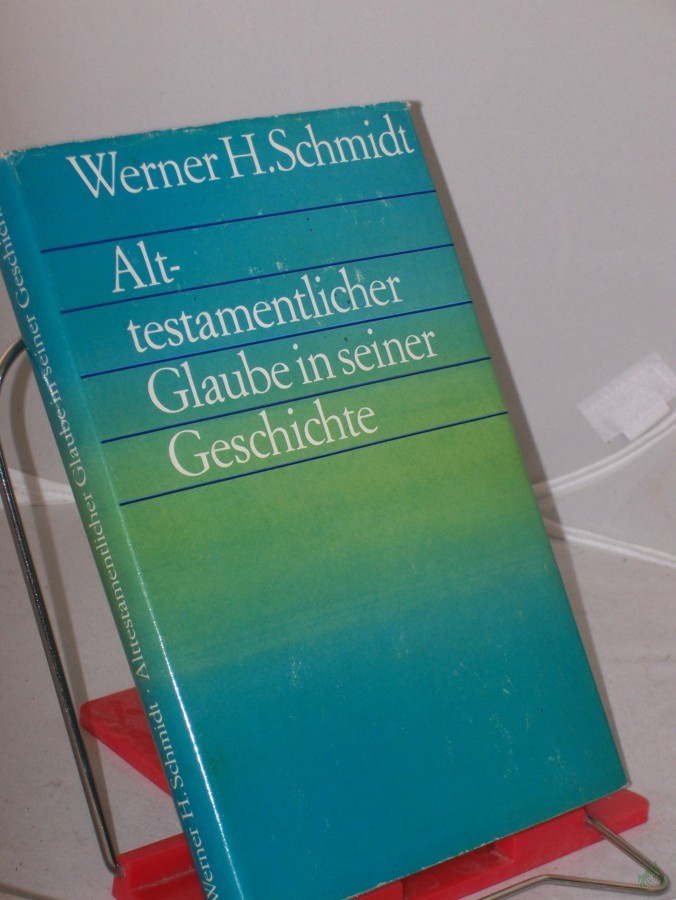 Werner H. Schmidt
Alt-
testamentlicher
Glaube in seiner
Geschichte
Werner H. Schmidt · Alttestamentlicher Glaube in seiner Geschichte